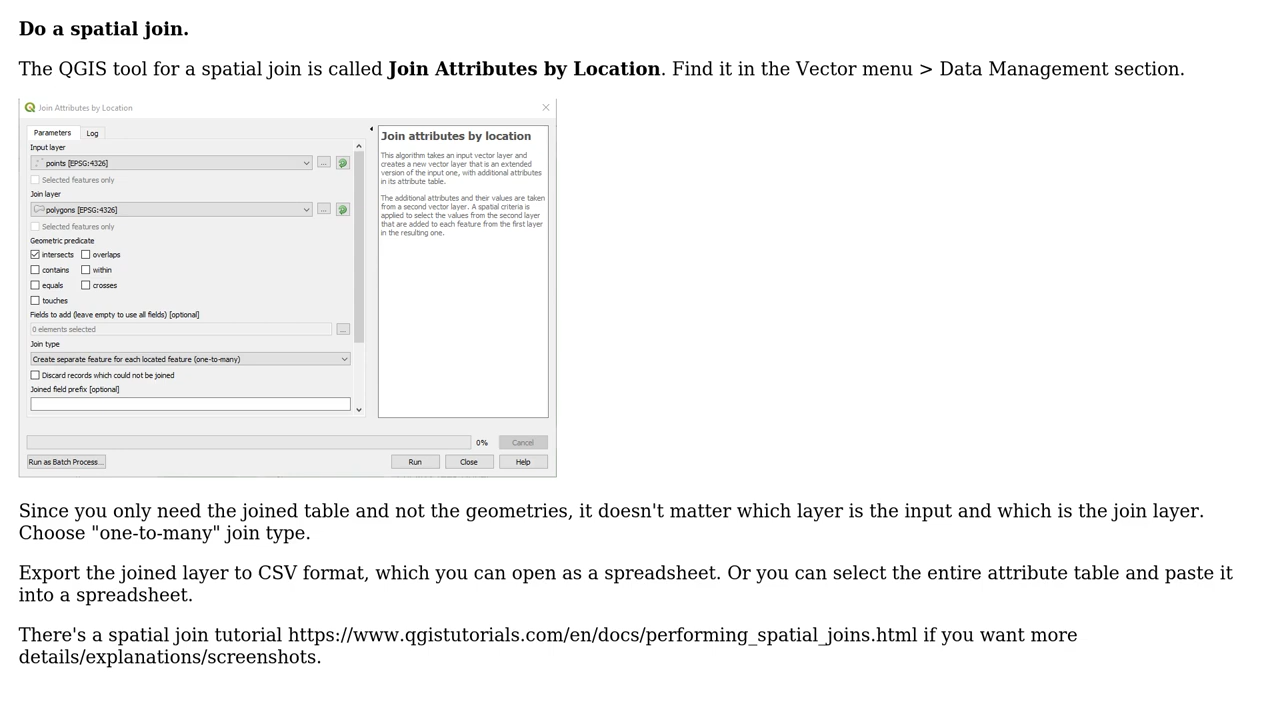 Do a spatial join.
The QGIS tool for a spatial join is called Join Attributes by Location. Find it in the Vector menu > Data Management section.
Join Attributes by Location
Parameters Log
Input layer
points [EPSG:4326]
...
Selected features only
Join layer
polygons [EPSG:4326]
...
Selected features only
Geometric predicate
intersects overlaps
contains within
equals crosses
touches
Fields to add (leave empty to use all fields) [optional]
0 elements selected
...
Join type
Create separate feature for each located feature (one-to-many)
Discard records which could not be joined
Joined field prefix [optional]
Join attributes by location
This algorithm takes an input vector layer and
creates a new vector layer that is an extended
version of the input one, with additional attributes
in its attribute table.
The additional attributes and their values are taken
from a second vector layer. A spatial criteria is
applied to select the values from the second layer
that are added to each feature from the first layer
in the resulting one.
0% Cancel
Run as Batch Process... Run Close Help
Since you only need the joined table and not the geometries, it doesn't matter which layer is the input and which is the join layer.
Choose "one-to-many" join type.
Export the joined layer to CSV format, which you can open as a spreadsheet. Or you can select the entire attribute table and paste it
into a spreadsheet.
There's a spatial join tutorial https://www.qgistutorials.com/en/docs/performing_spatial_joins.html if you want more
details/explanations/screenshots.